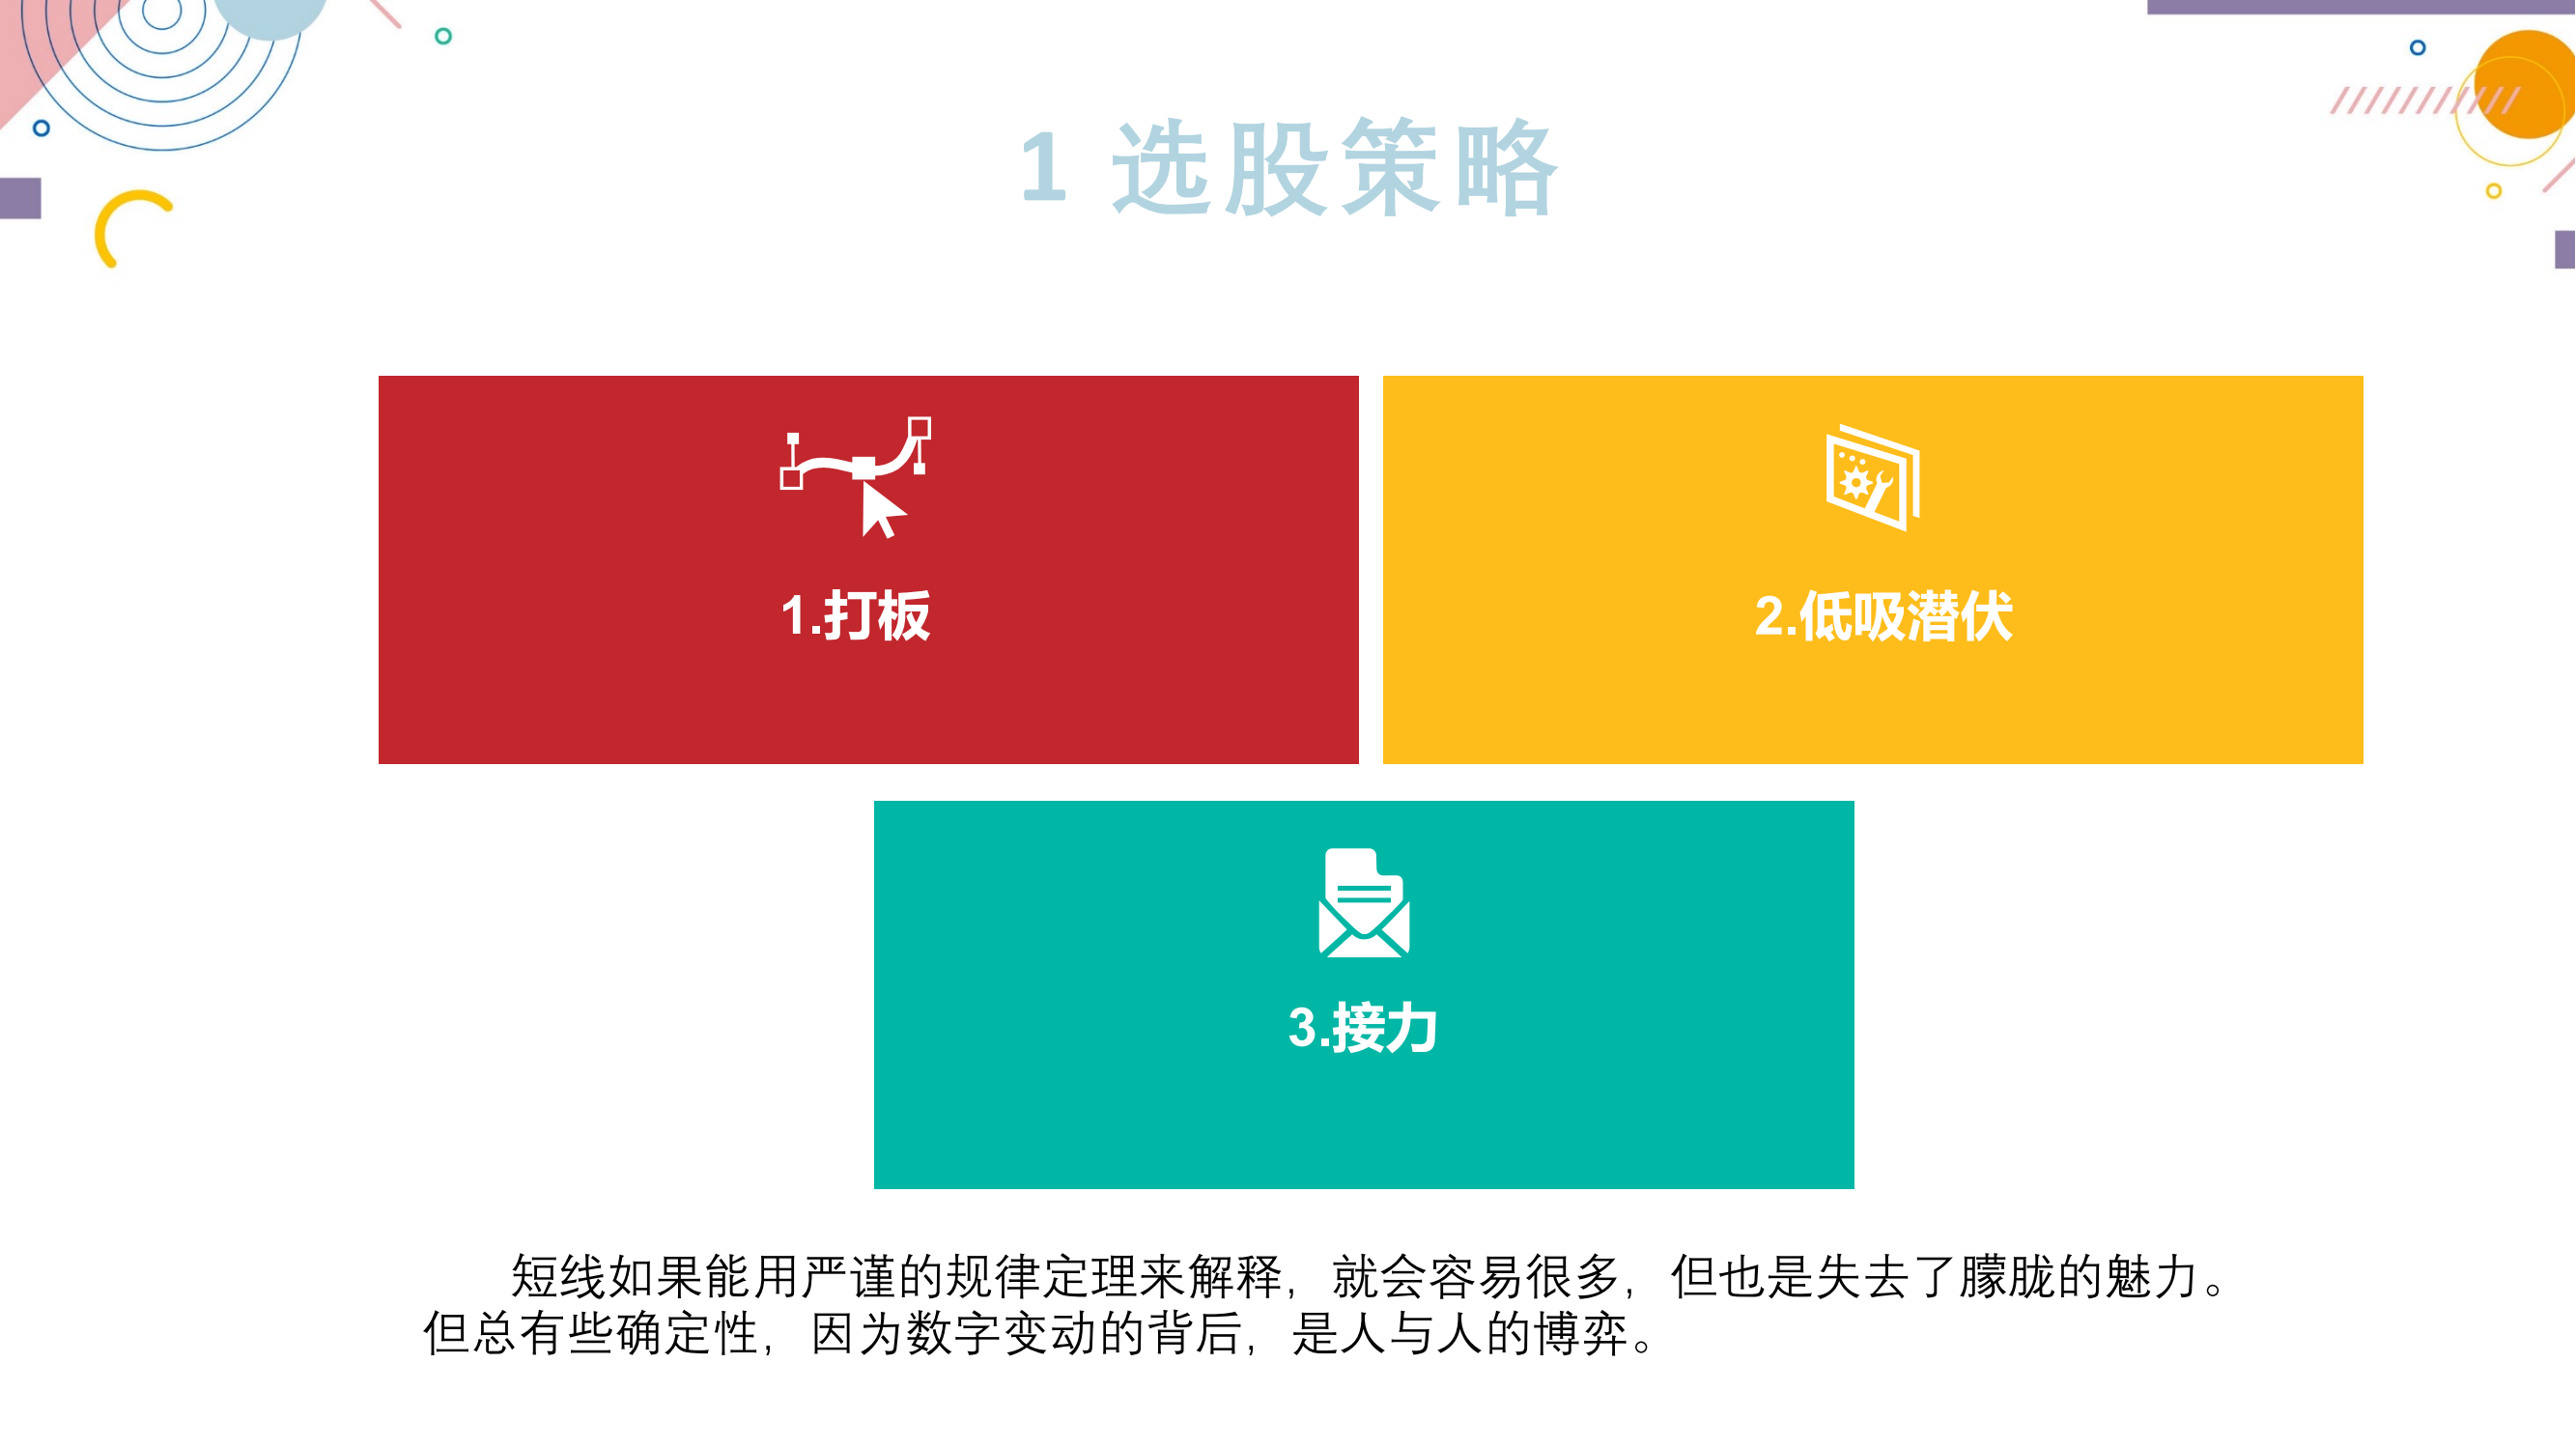 1 选股策略
1.打板
2.低吸潜伏
3.接力
短线如果能用严谨的规律定理来解释，就会容易很多，但也是失去了朦胧的魅力。
但总有些确定性，因为数字变动的背后，是人与人的博弈。